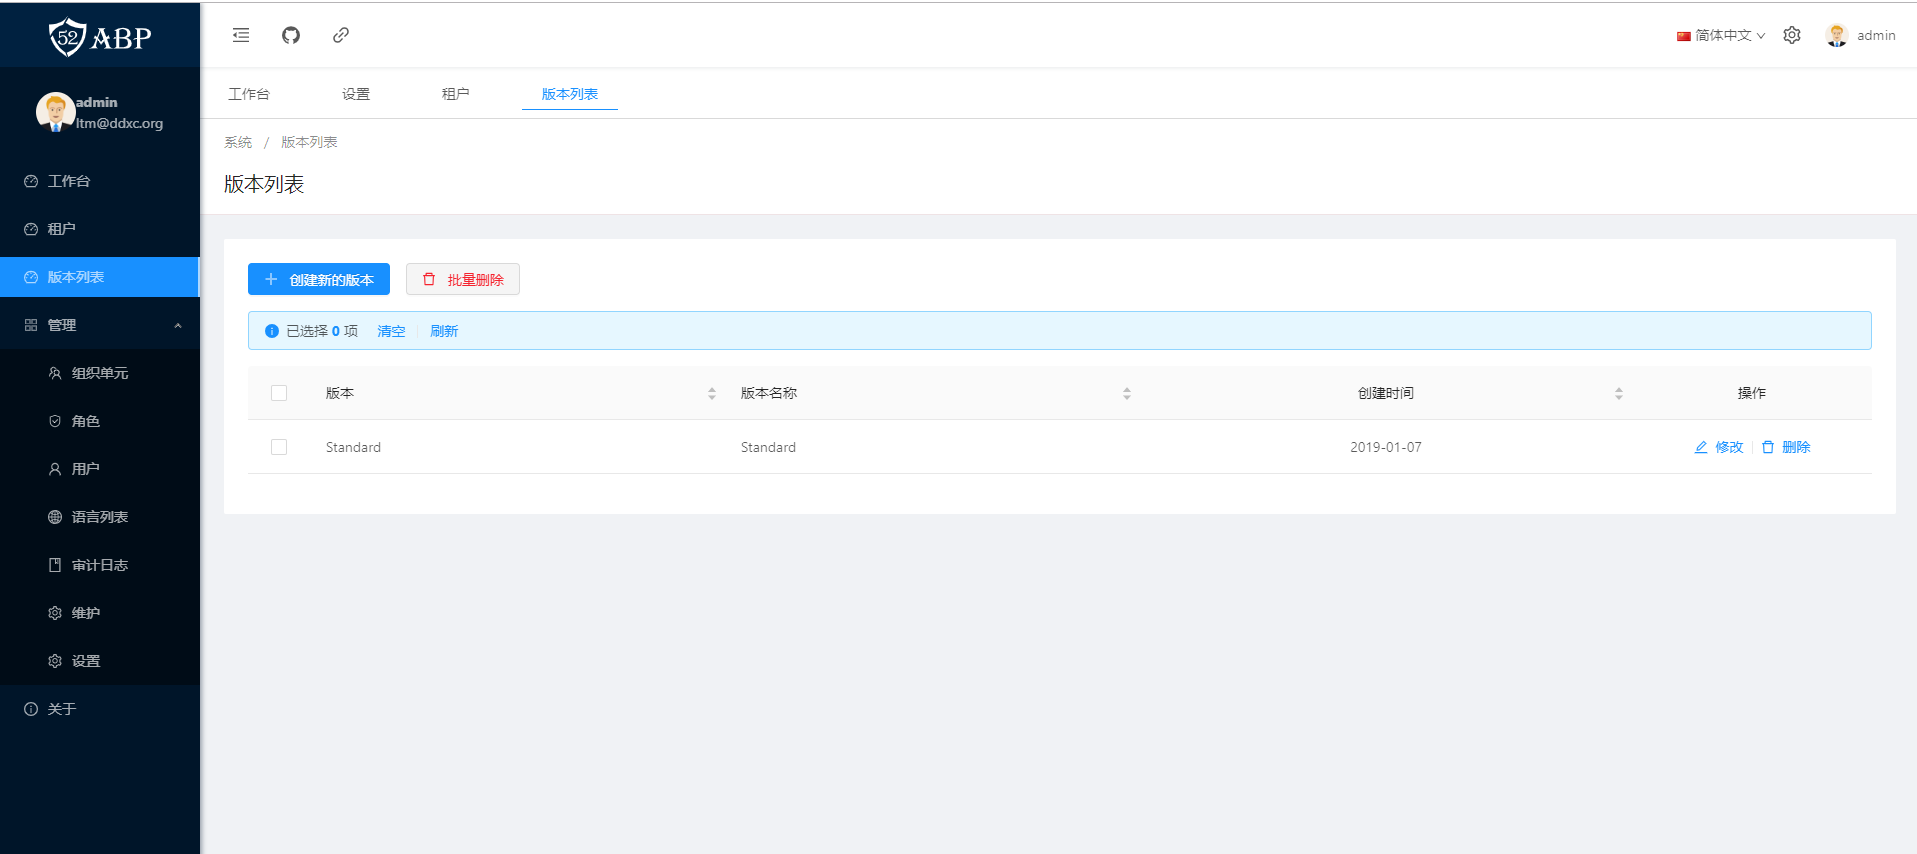 52 ABP
简体中文
admin
admin
ltm@ddxc.org
工作台
租户
版本列表
管理
组织单元
角色
用户
语言列表
审计日志
维护
设置
关于
工作台 设置 租户 版本列表
系统 / 版本列表
版本列表
创建新的版本 批量删除
已选择 0 项 清空 刷新
版本 版本名称 创建时间 操作
Standard Standard 2019-01-07 修改 删除